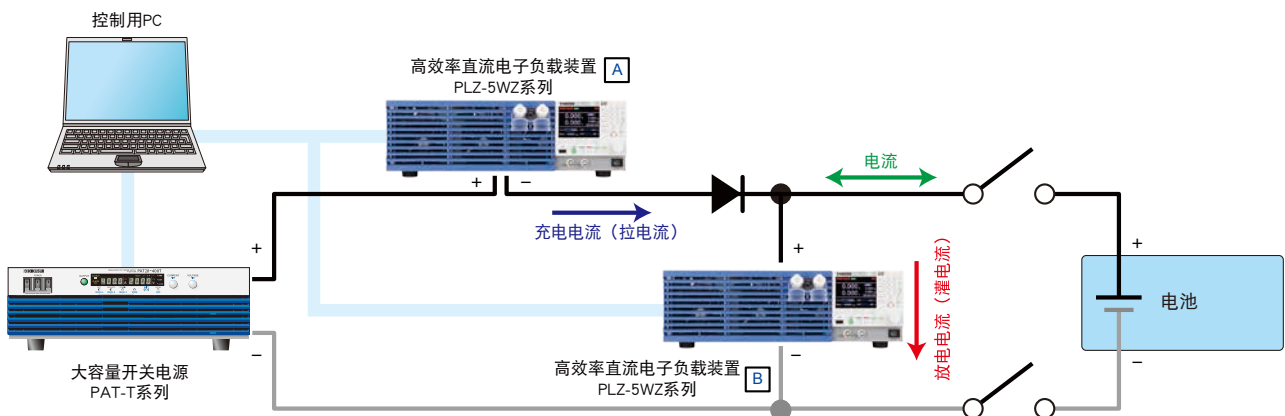 控制用PC
高效率直流电子负载装置 A
PLZ-5WZ系列
+
−
电流
充电电流（拉电流）
+
+
+
放电电流（灌电流）
电池
−
−
−
大容量开关电源
PAT-T系列
高效率直流电子负载装置 B
PLZ-5WZ系列